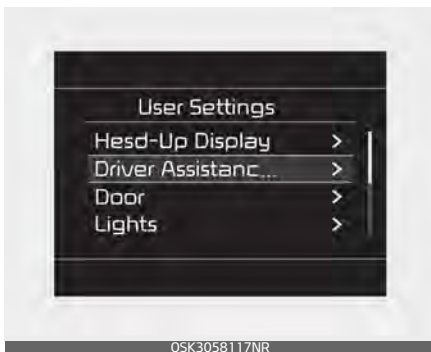 User Settings
Hesd-Up Display >
Driver Assistanc... >
Door >
Lights >
OSK3058117NR